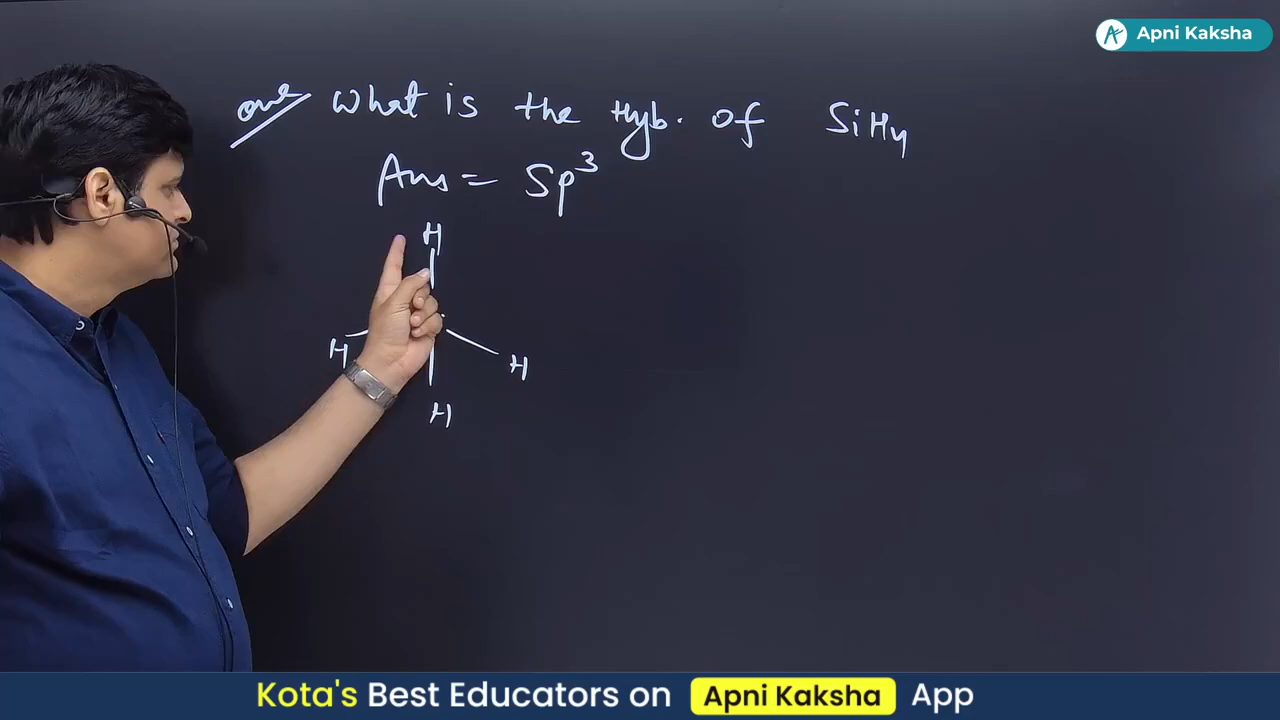 Apni Kaksha
Que What is the Hyb. of SiH4
Ans = Sp³
H
H
H
H
Kota's Best Educators on Apni Kaksha App